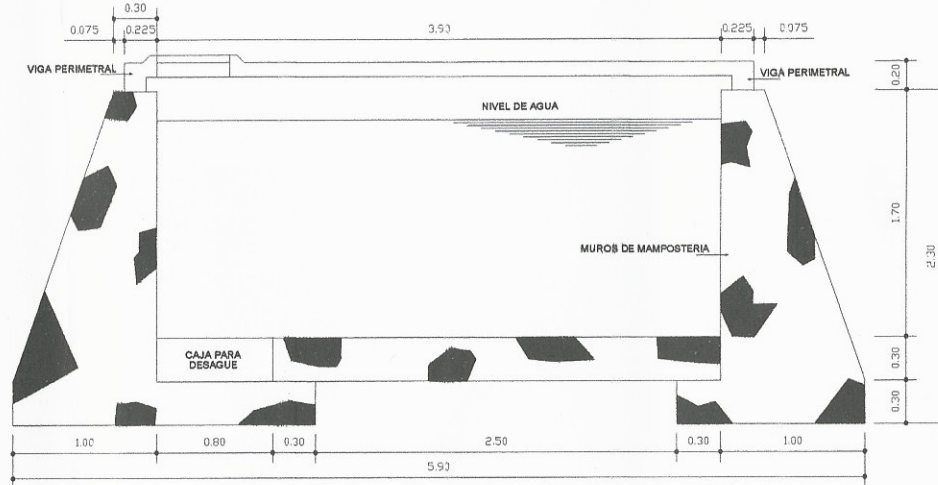 0.30
0.075 0.225 3.90 0.225 0.075
VIGA PERIMETRAL
VIGA PERIMETRAL
0.20
NIVEL DE AGUA
1.70
2.30
MUROS DE MAMPOSTERIA
CAJA PARA
DESAGUE
0.30
0.30
1.00 0.80 0.30 2.50 0.30 1.00
5.90